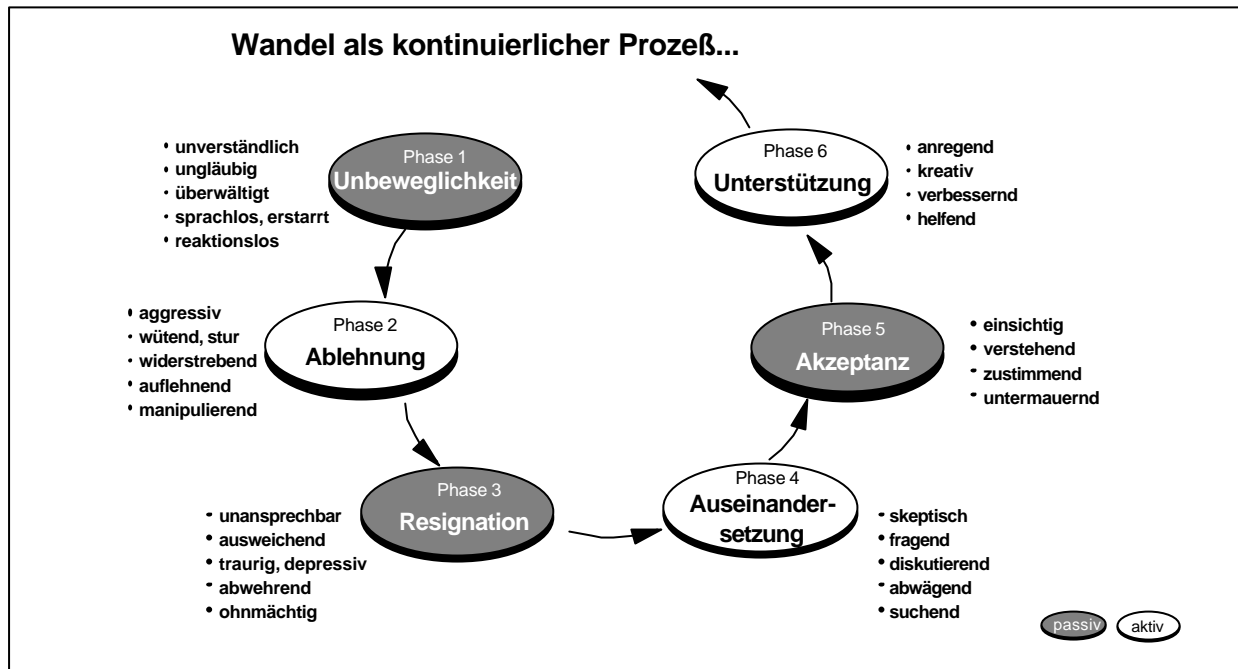 Wandel als kontinuierlicher Prozeß...
Phase 1
Unbeweglichkeit
• unverständlich
• ungläubig
• überwältigt
• sprachlos, erstarrt
• reaktionslos
Phase 2
Ablehnung
• aggressiv
• wütend, stur
• widerstrebend
• auflehnend
• manipulierend
Phase 3
Resignation
• unansprechbar
• ausweichend
• traurig, depressiv
• abwehrend
• ohnmächtig
Phase 4
Auseinander-
setzung
• skeptisch
• fragend
• diskutierend
• abwägend
• suchend
Phase 5
Akzeptanz
• einsichtig
• verstehend
• zustimmend
• untermauernd
Phase 6
Unterstützung
• anregend
• kreativ
• verbessernd
• helfend
passiv
aktiv